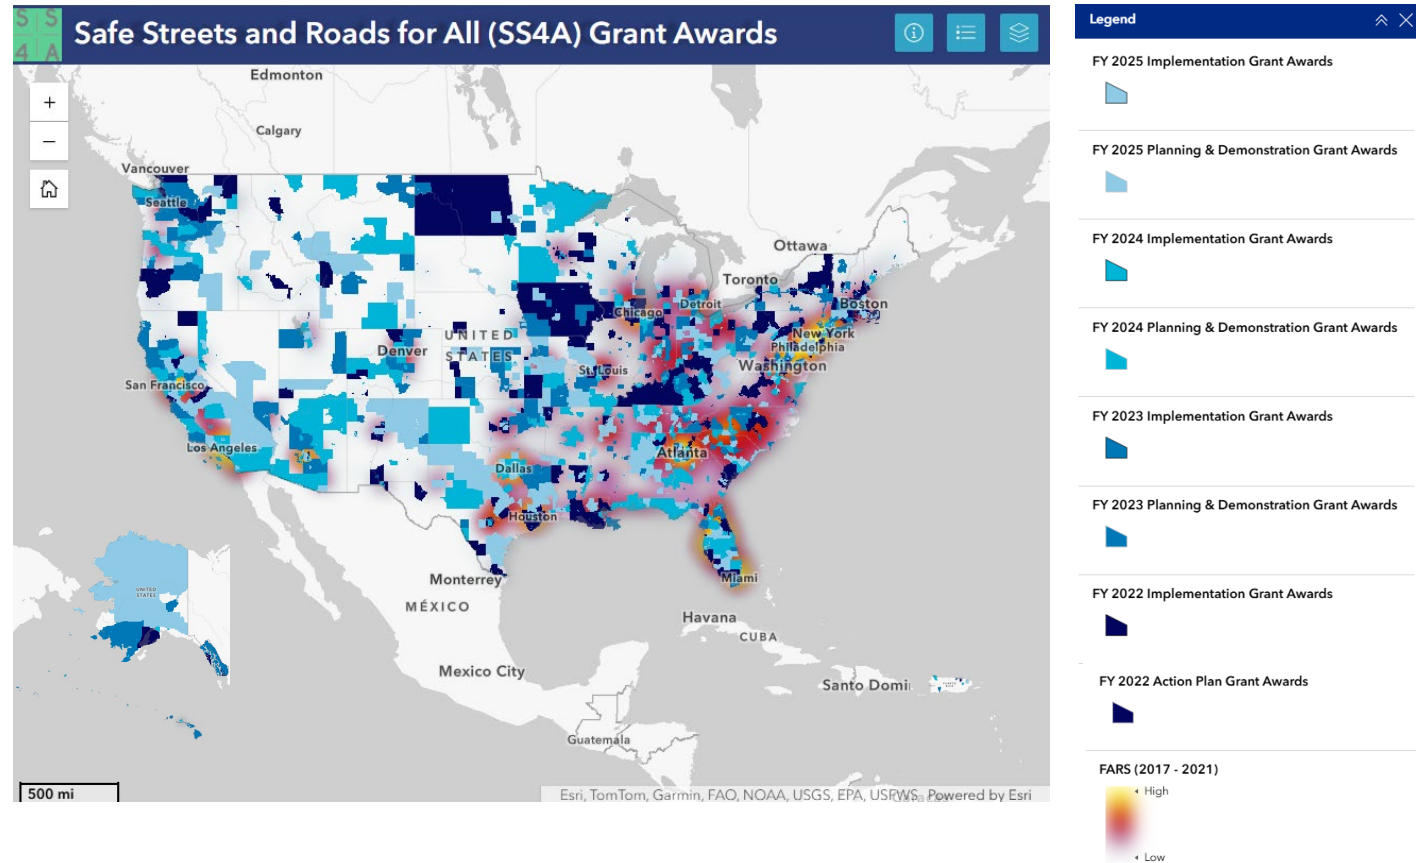 S S
4 A
Safe Streets and Roads for All (SS4A) Grant Awards
Edmonton
Calgary
Vancouver
Seattle
Ottawa
Toronto
Boston
Detroit
Chicago
New York
Philadelphia
UNITED
STATES
Denver
St. Louis
Washington
San Francisco
Los Angeles
Atlanta
Dallas
Houston
Miami
Monterrey
MÉXICO
UNITED
STATES
Havana
CUBA
Mexico City
Santo Domi
Guatemala
500 mi
Esri, TomTom, Garmin, FAO, NOAA, USGS, EPA, USFWS Powered by Esri
Legend
FY 2025 Implementation Grant Awards
FY 2025 Planning & Demonstration Grant Awards
FY 2024 Implementation Grant Awards
FY 2024 Planning & Demonstration Grant Awards
FY 2023 Implementation Grant Awards
FY 2023 Planning & Demonstration Grant Awards
FY 2022 Implementation Grant Awards
FY 2022 Action Plan Grant Awards
FARS (2017 - 2021)
High
Low